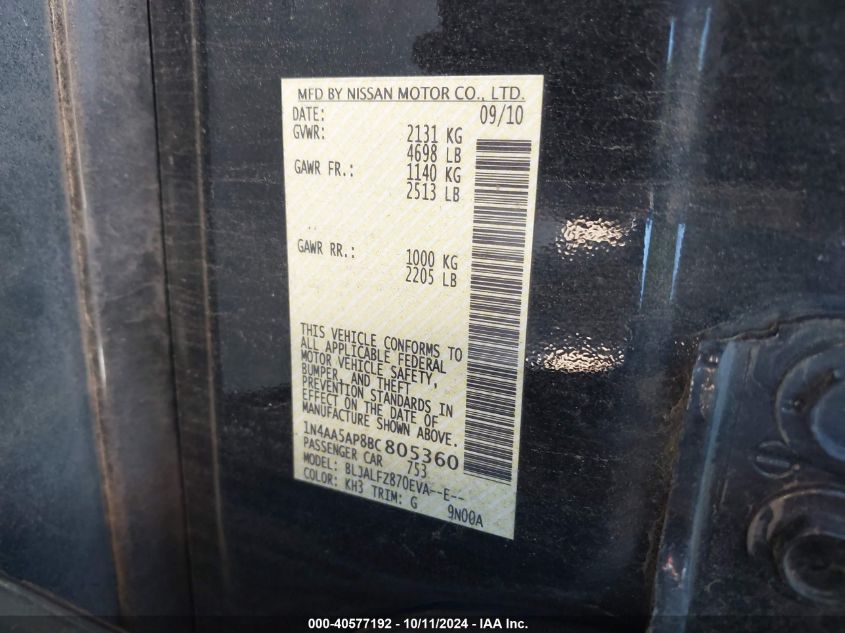 MFD BY NISSAN MOTOR CO., LTD.
DATE: 09/10
GVWR: 2131 KG
4698 LB
GAWR FR.: 1140 KG
2513 LB
GAWR RR.: 1000 KG
2205 LB
THIS VEHICLE CONFORMS TO
ALL APPLICABLE FEDERAL
MOTOR VEHICLE SAFETY,
BUMPER, AND THEFT
PREVENTION STANDARDS IN
EFFECT ON THE DATE OF
MANUFACTURE SHOWN ABOVE.
1N4AA5AP8BC805360
PASSENGER CAR 753
MODEL: BLJALFZB70EVA--E--
COLOR: KH3 TRIM: G 9N00A
000-40577192 - 10/11/2024 - IAA Inc.